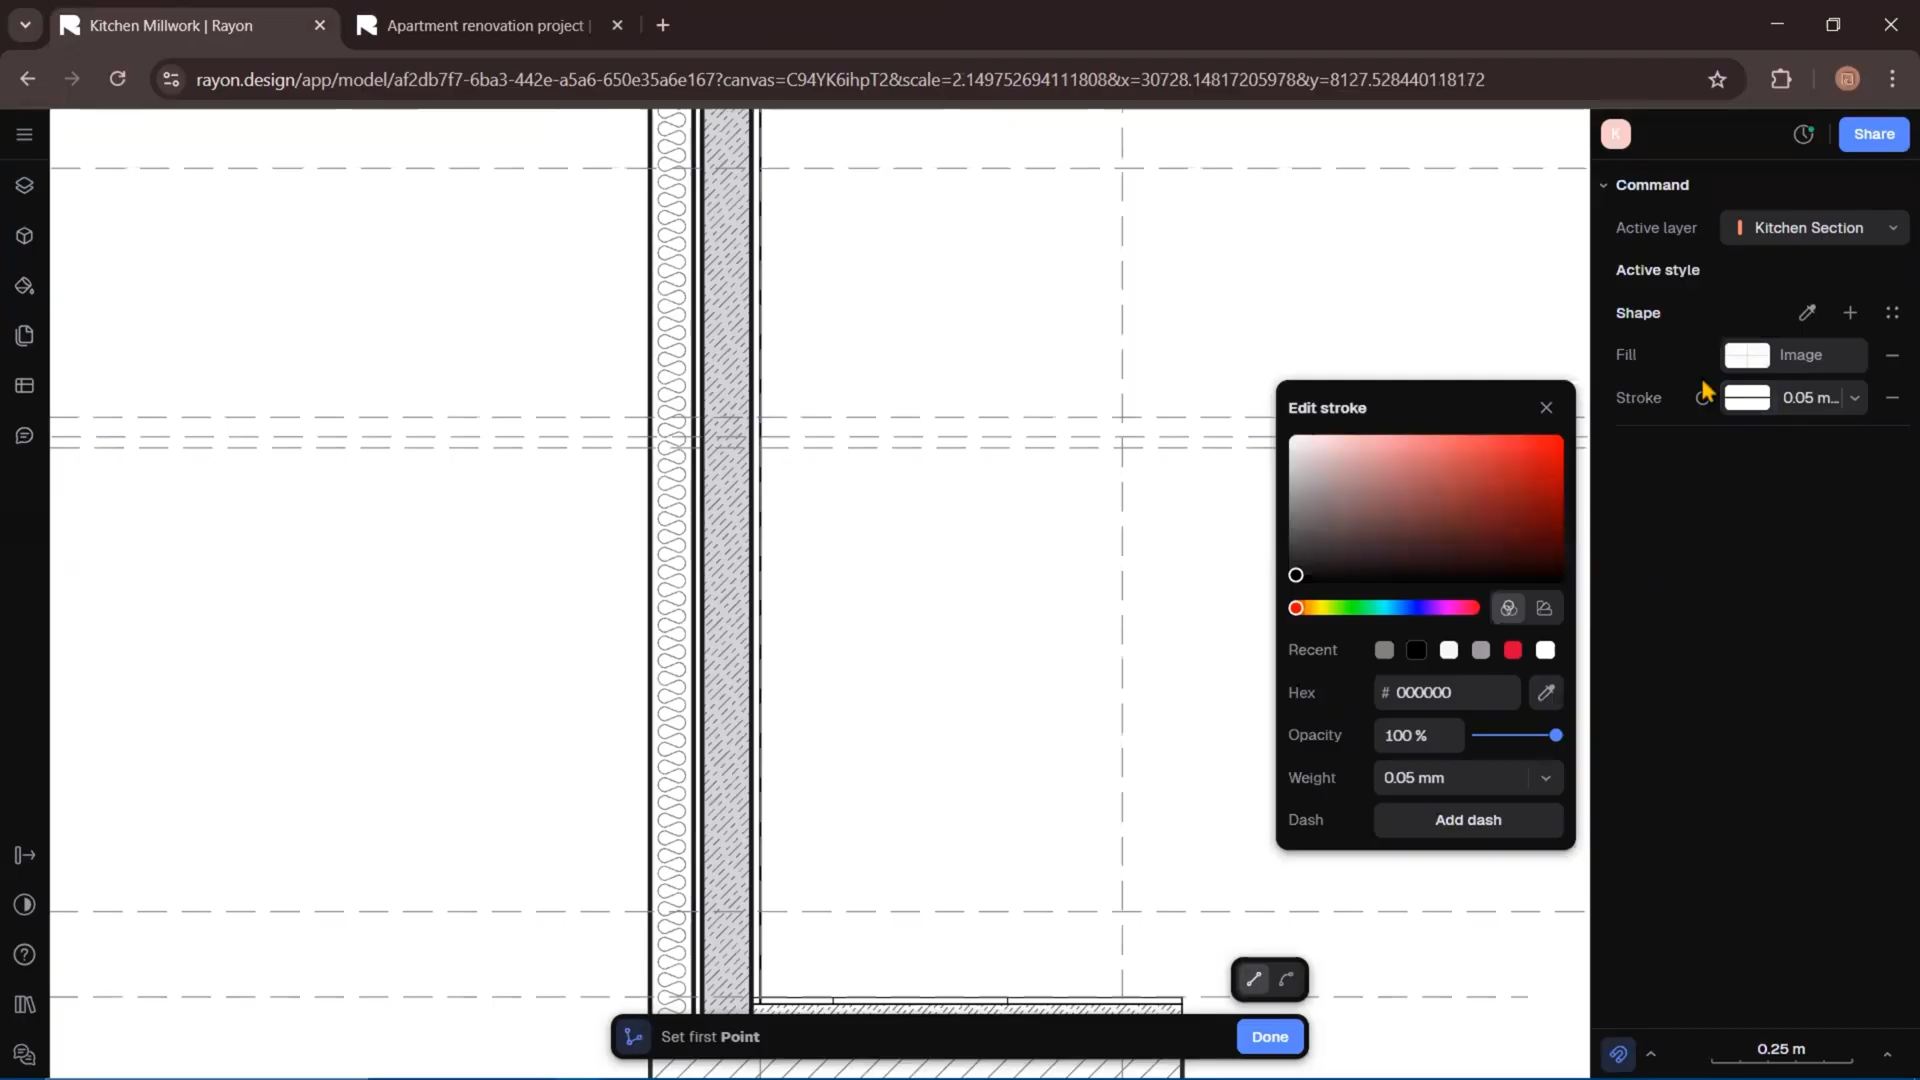 Kitchen Millwork | Rayon
Apartment renovation project |
rayon.design/app/model/af2db7f7-6ba3-442e-a5a6-650e35a6e167?canvas=C94YK6ihpT2&scale=2.149752694111808&x=30728.14817205978&y=8127.528440118172
K
Share
Command
Active layer
Kitchen Section
Active style
Shape
Fill
Image
Stroke
0.05 m...
Edit stroke
Recent
Hex
# 000000
Opacity
100 %
Weight
0.05 mm
Dash
Add dash
Set first Point
Done
0.25 m